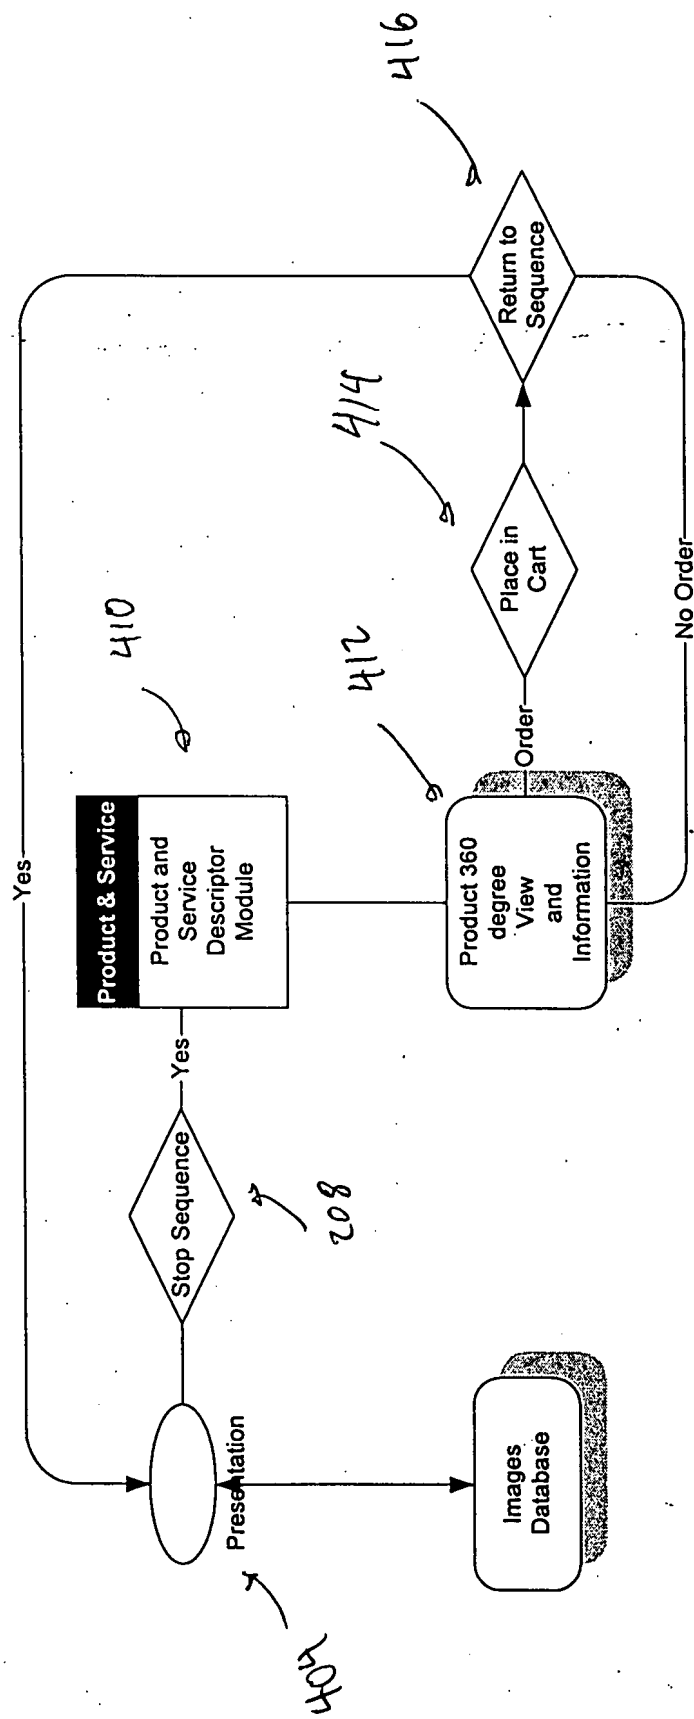 Yes
Product & Service
410
Product and
Service
Descriptor
Module
Stop Sequence
Yes
Presentation
404
208
412
414
416
Product 360
degree
View
and
Information
Order
Place in
Cart
Return to
Sequence
Images
Database
No Order